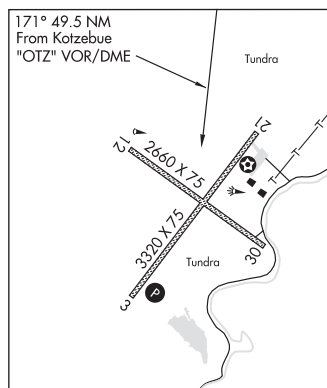 171° 49.5 NM
From Kotzebue
"OTZ" VOR/DME
Tundra
21
12
2660 X 75
T
T
T
3320 X 75
Tundra
30
3
P